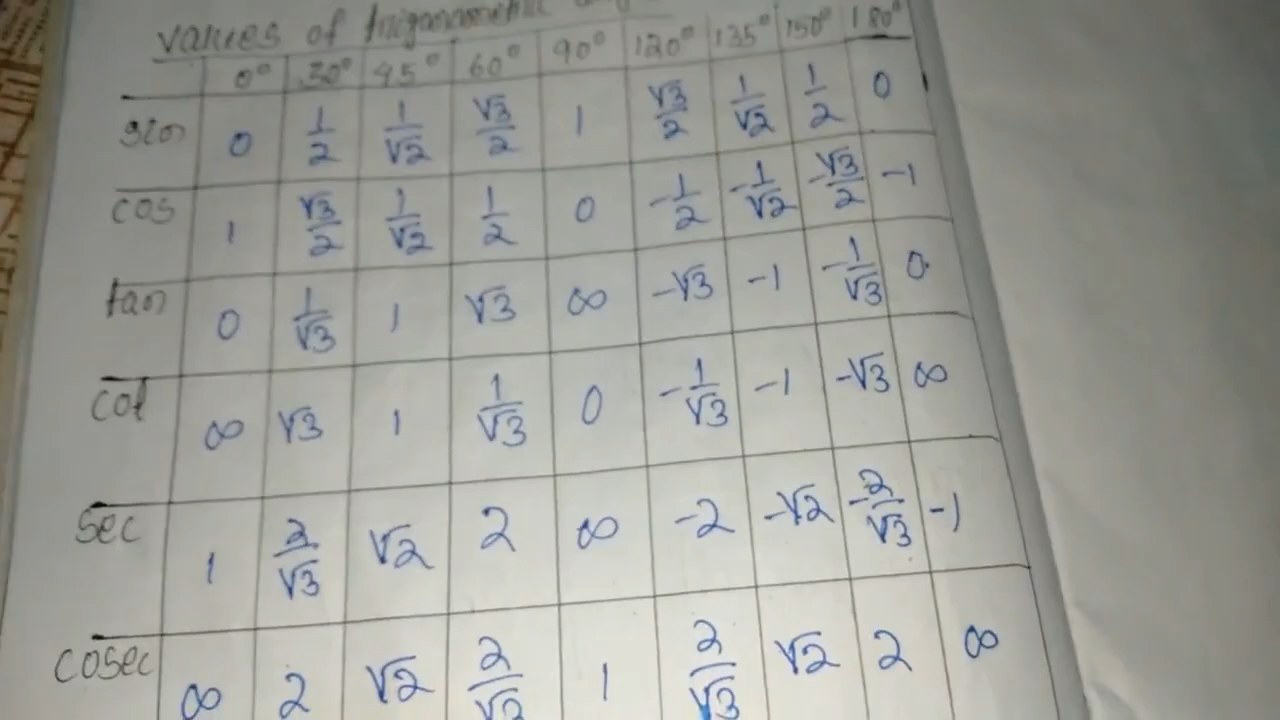 values of trigonometric
0° 30° 45° 60° 90° 120° 135° 150° 180°
sin 0 1/2 1/√2 √3/2 1 √3/2 1/√2 1/2 0
cos 1 √3/2 1/√2 1/2 0 -1/2 -1/√2 -√3/2 -1
tan 0 1/√3 1 √3 ∞ -√3 -1 -1/√3 0
cot ∞ √3 1 1/√3 0 -1/√3 -1 -√3 ∞
sec 1 2/√3 √2 2 ∞ -2 -√2 -2/√3 -1
cosec ∞ 2 √2 2/√3 1 2/√3 √2 2 ∞